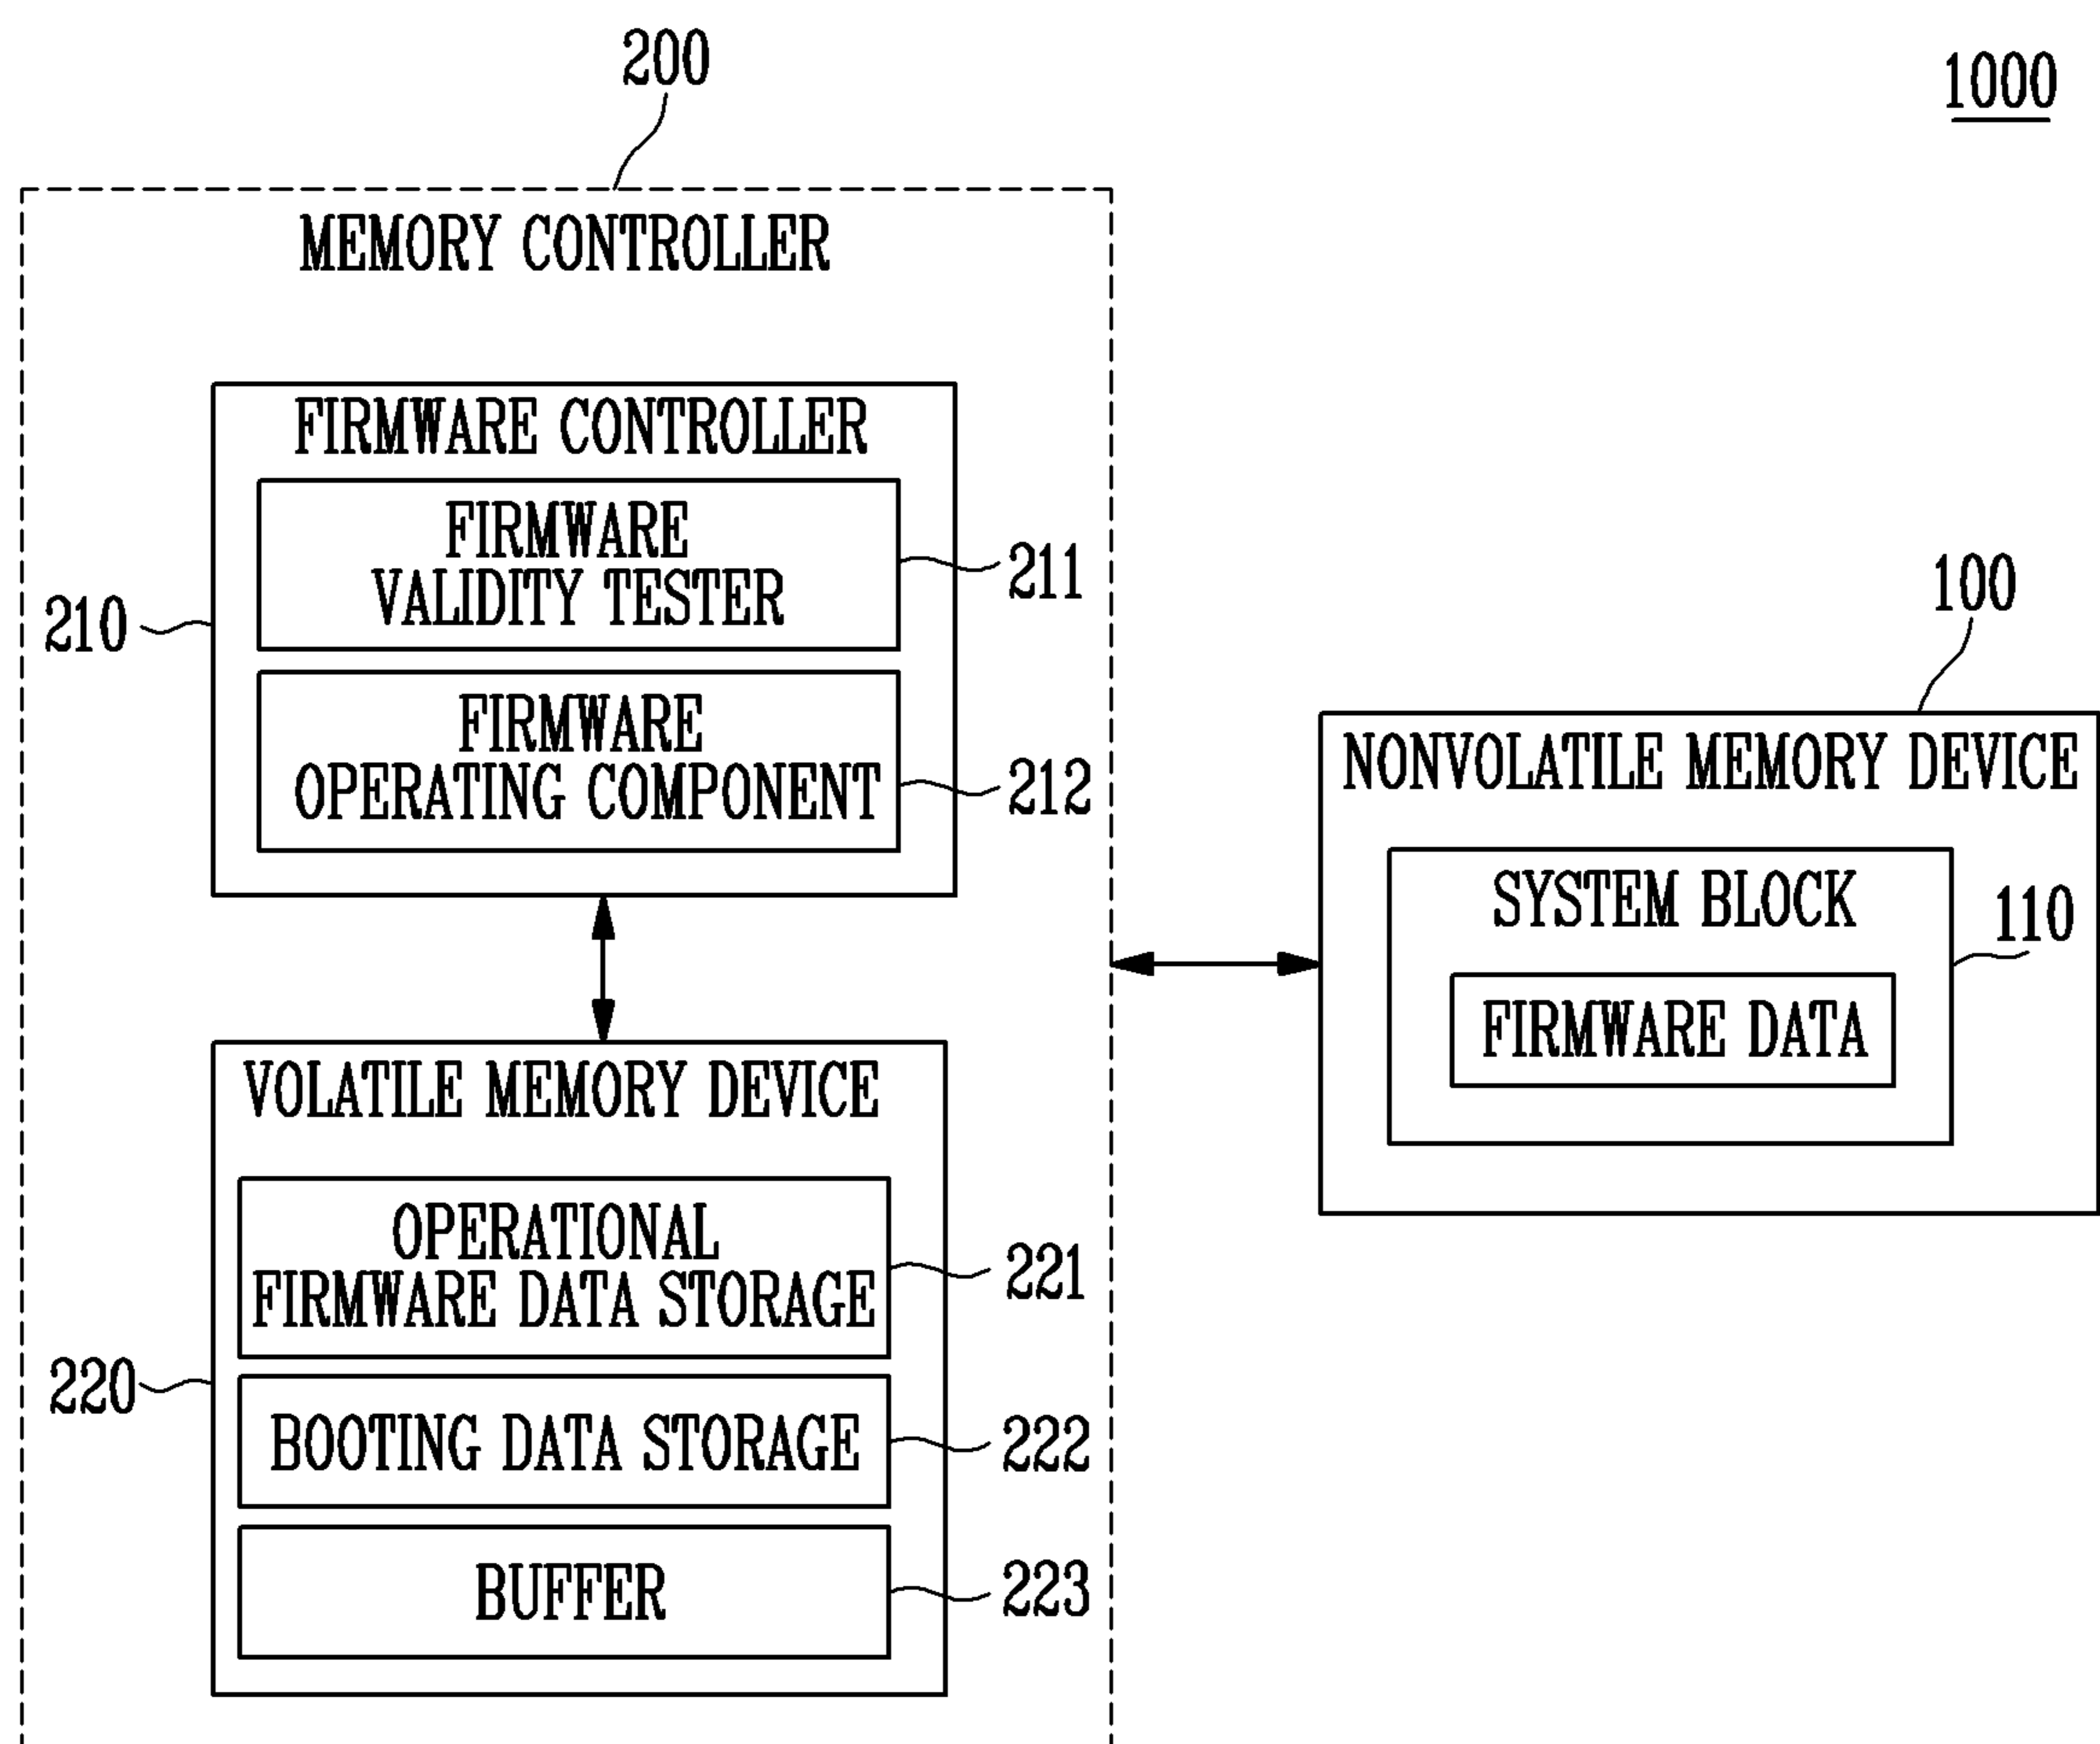 200
1000
MEMORY CONTROLLER
FIRMWARE CONTROLLER
FIRMWARE
VALIDITY TESTER
211
210
FIRMWARE
OPERATING COMPONENT
212
VOLATILE MEMORY DEVICE
OPERATIONAL
FIRMWARE DATA STORAGE
221
220
BOOTING DATA STORAGE
222
BUFFER
223
100
NONVOLATILE MEMORY DEVICE
SYSTEM BLOCK
110
FIRMWARE DATA